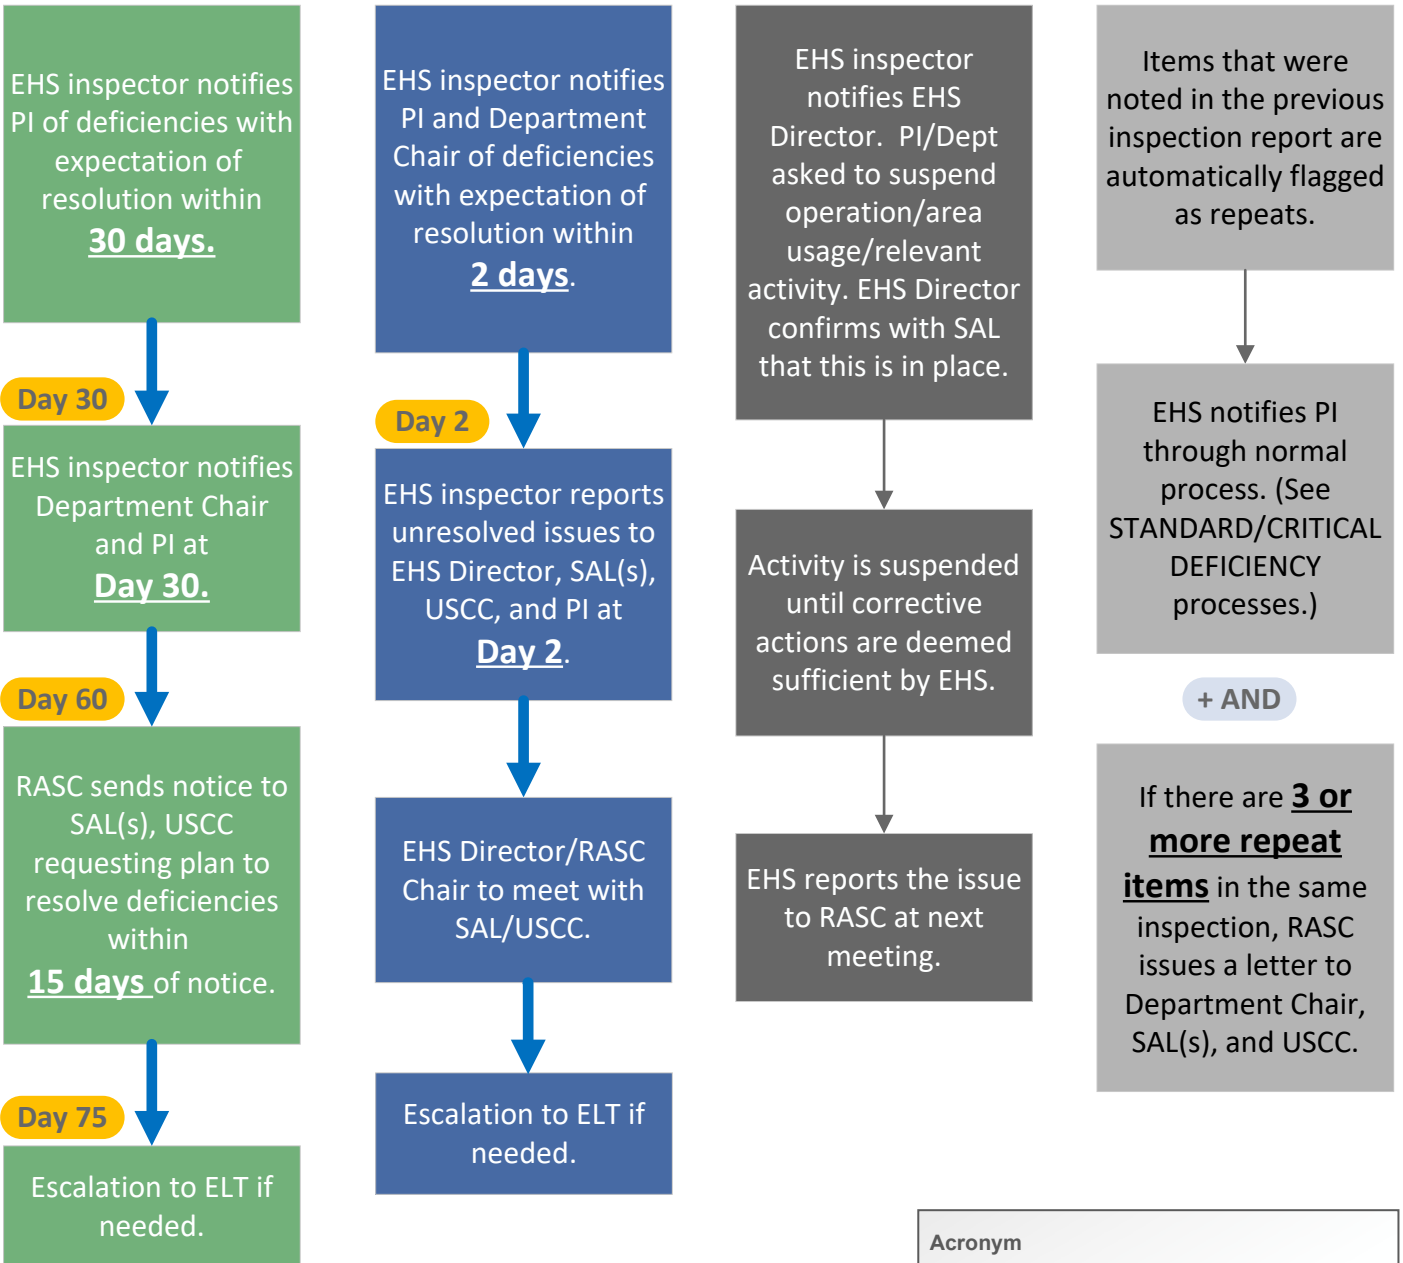 EHS inspector notifies
PI of deficiencies with
expectation of
resolution within
30 days.
Day 30
EHS inspector notifies
Department Chair
and PI at
Day 30.
Day 60
RASC sends notice to
SAL(s), USCC
requesting plan to
resolve deficiencies
within
15 days of notice.
Day 75
Escalation to ELT if
needed.
EHS inspector notifies
PI and Department
Chair of deficiencies
with expectation of
resolution within
2 days.
Day 2
EHS inspector reports
unresolved issues to
EHS Director, SAL(s),
USCC, and PI at
Day 2.
EHS Director/RASC
Chair to meet with
SAL/USCC.
Escalation to ELT if
needed.
EHS inspector
notifies EHS
Director. PI/Dept
asked to suspend
operation/area
usage/relevant
activity. EHS Director
confirms with SAL
that this is in place.
Activity is suspended
until corrective
actions are deemed
sufficient by EHS.
EHS reports the issue
to RASC at next
meeting.
Items that were
noted in the previous
inspection report are
automatically flagged
as repeats.
EHS notifies PI
through normal
process. (See
STANDARD/CRITICAL
DEFICIENCY
processes.)
+ AND
If there are 3 or
more repeat
items in the same
inspection, RASC
issues a letter to
Department Chair,
SAL(s), and USCC.
Acronym